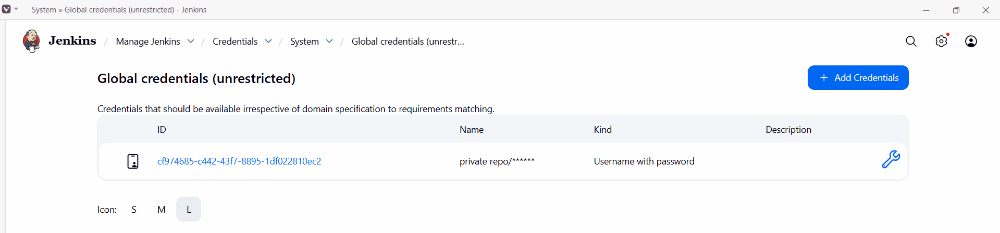 System » Global credentials (unrestricted) - Jenkins
Jenkins / Manage Jenkins / Credentials / System / Global credentials (unrestr...
Global credentials (unrestricted)
+ Add Credentials
Credentials that should be available irrespective of domain specification to requirements matching.
ID Name Kind Description
cf974685-c442-43f7-8895-1df022810ec2 private repo/****** Username with password
Icon: S M L